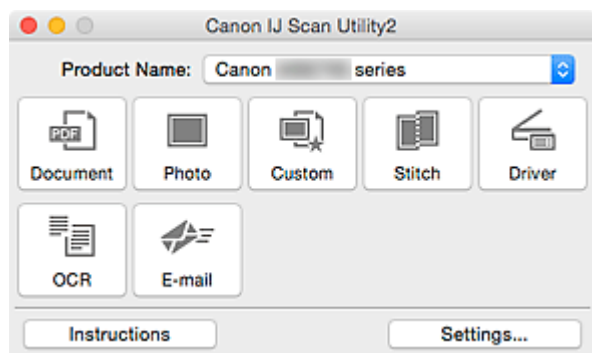 Canon IJ Scan Utility2
Product Name: Canon series
PDF
Document Photo Custom Stitch Driver
OCR E-mail
Instructions Settings...